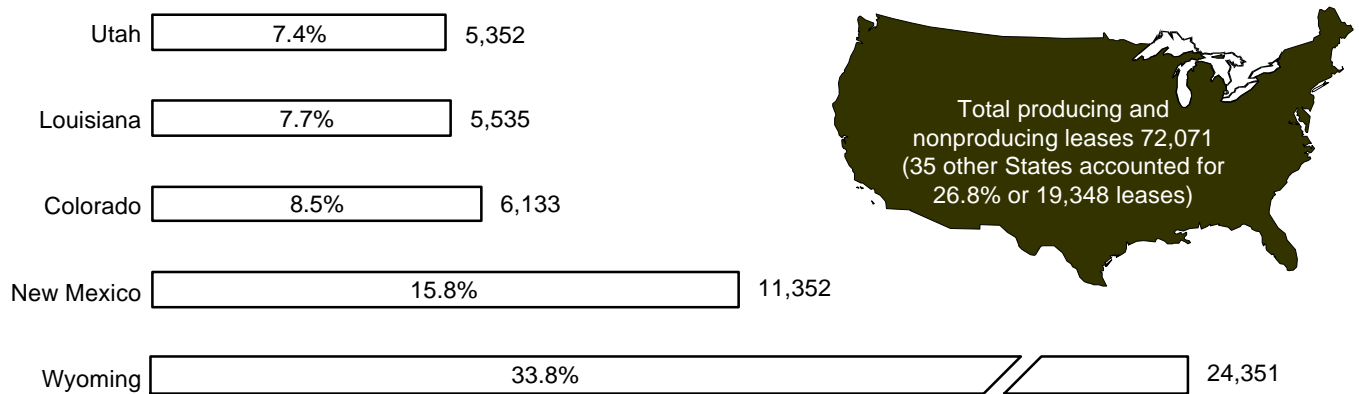 Utah 7.4% 5,352
Louisiana 7.7% 5,535
Colorado 8.5% 6,133
New Mexico 15.8% 11,352
Wyoming 33.8% 24,351
Total producing and
nonproducing leases 72,071
(35 other States accounted for
26.8% or 19,348 leases)